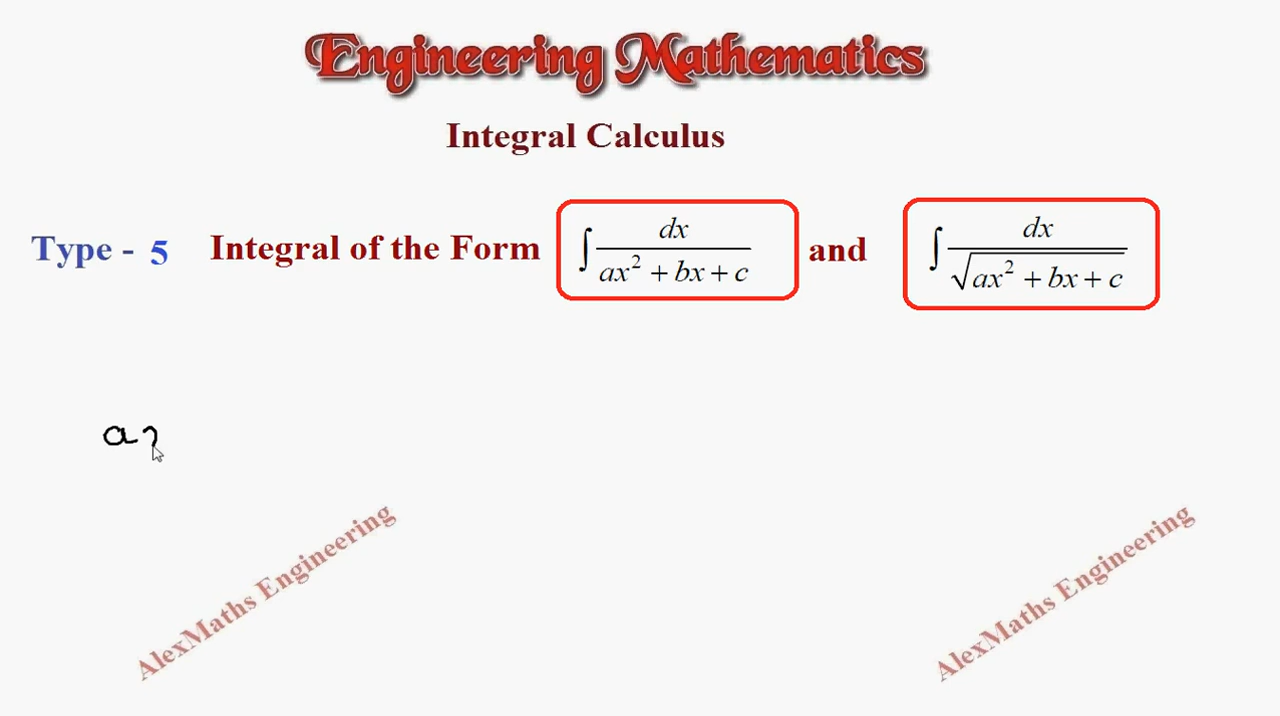 Engineering Mathematics
Integral Calculus
Type - 5 Integral of the Form ∫ dx / (ax² + bx + c) and ∫ dx / √(ax² + bx + c)
a
AlexMaths Engineering
AlexMaths Engineering